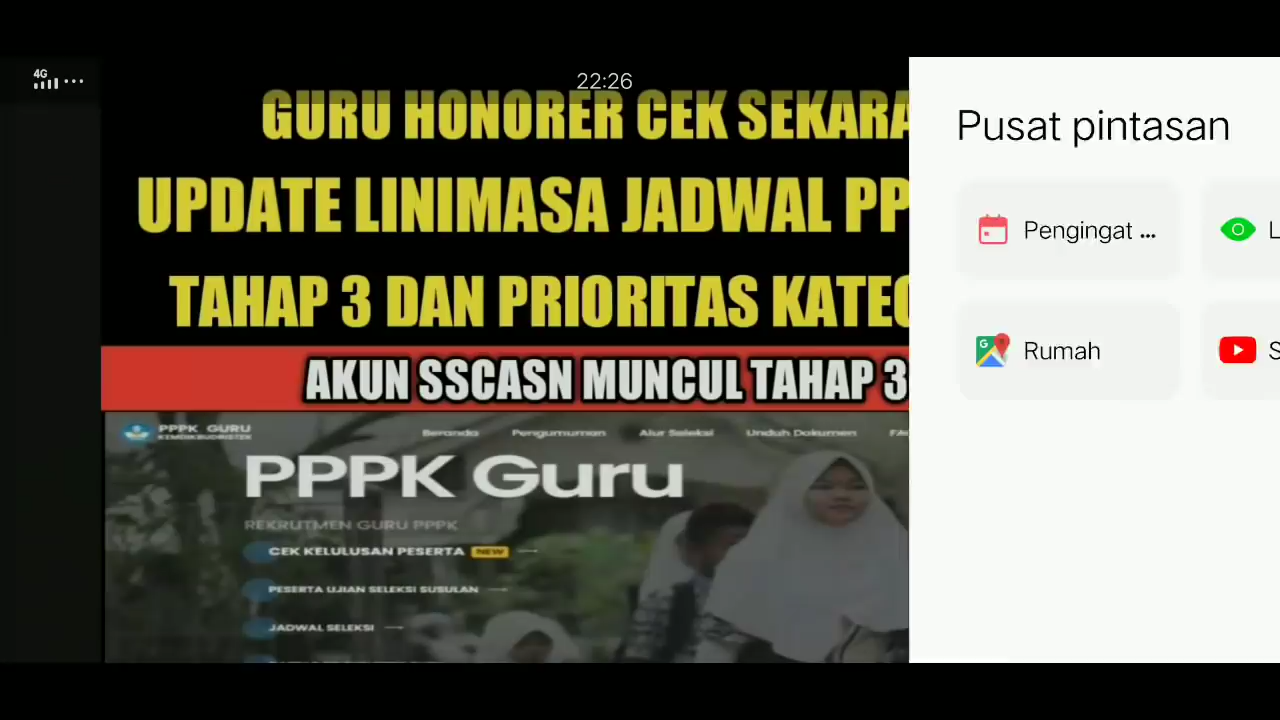 4G
22:26
GURU HONORER CEK SEKARA
UPDATE LINIMASA JADWAL PP
TAHAP 3 DAN PRIORITAS KATEG
AKUN SSCASN MUNCUL TAHAP 3
PPPK GURU
KEMDIKBUDRISTEK
Beranda Pengumuman Alur Seleksi Unduh Dokumen
PPPK Guru
REKRUTMEN GURU PPPK
CEK KELULUSAN PESERTA NEW
PESERTA UJIAN SELEKSI SUSULAN
JADWAL SELEKSI
Pusat pintasan
Pengingat ...
L
Rumah
S